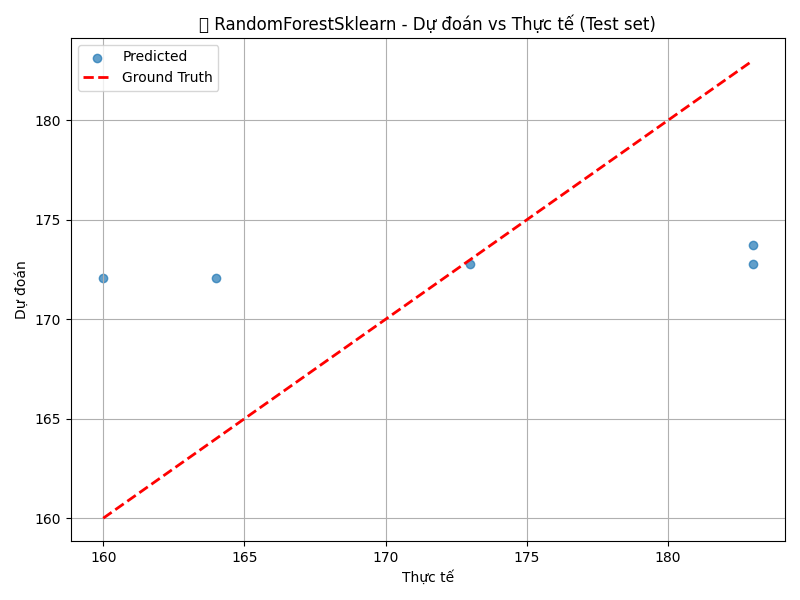 RandomForestSklearn - Dự đoán vs Thực tế (Test set)
Predicted
Ground Truth
180
175
170
165
160
Dự đoán
160 165 170 175 180
Thực tế